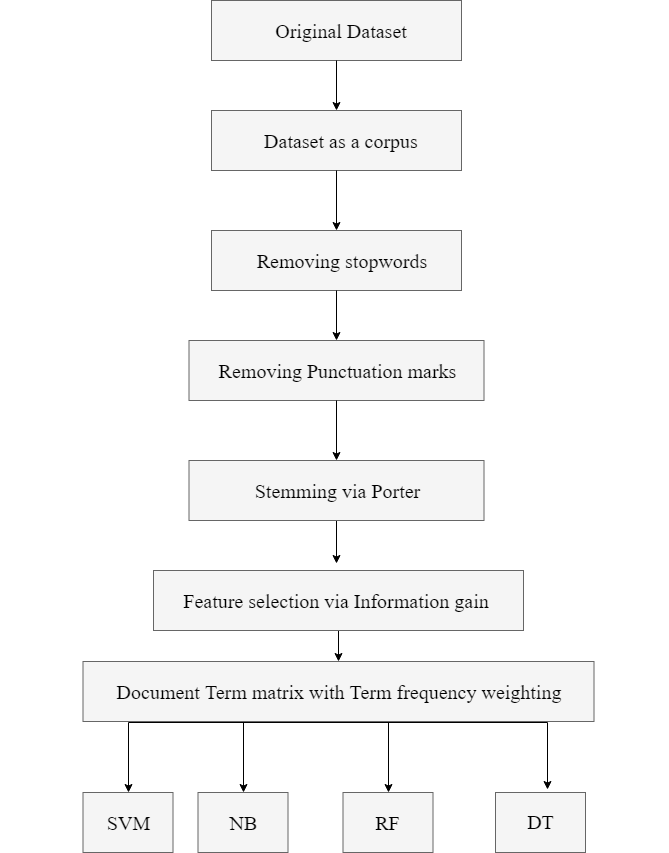 Original Dataset
Dataset as a corpus
Removing stopwords
Removing Punctuation marks
Stemming via Porter
Feature selection via Information gain
Document Term matrix with Term frequency weighting
SVM
NB
RF
DT